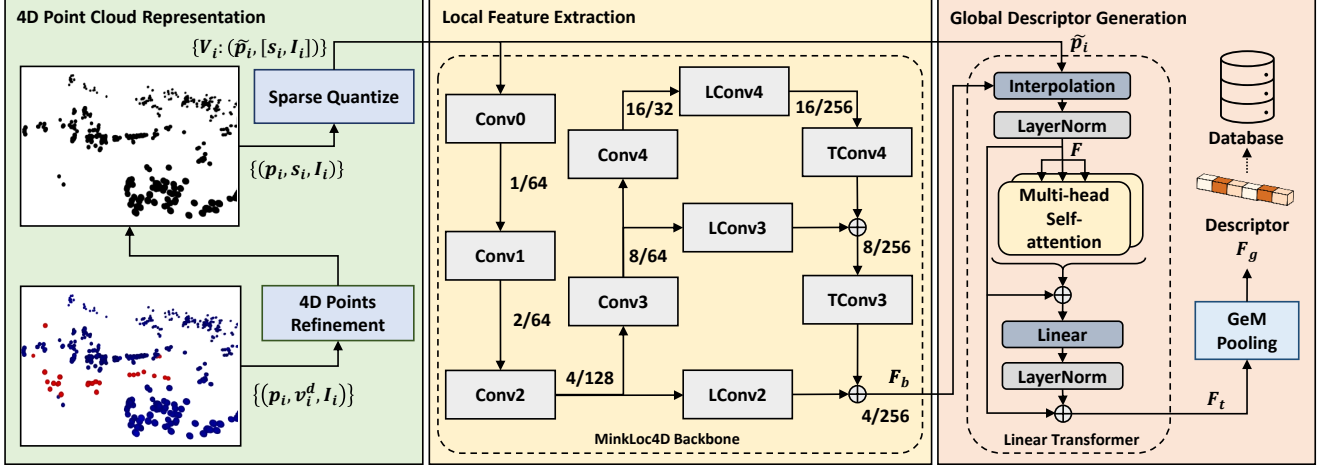 4D Point Cloud Representation
{V_i: (p̃_i, [s_i, I_i])}
Sparse Quantize
{(p_i, s_i, I_i)}
4D Points
Refinement
{(p_i, v_i^d, I_i)}
Local Feature Extraction
Conv0
1/64
Conv1
2/64
Conv2
4/128
Conv3
8/64
Conv4
16/32
LConv4
16/256
TConv4
LConv3
8/256
TConv3
LConv2
F_b
4/256
MinkLoc4D Backbone
Global Descriptor Generation
p̃_i
Interpolation
LayerNorm
F
Multi-head
Self-
attention
Linear
LayerNorm
Linear Transformer
F_t
GeM
Pooling
F_g
Descriptor
Database